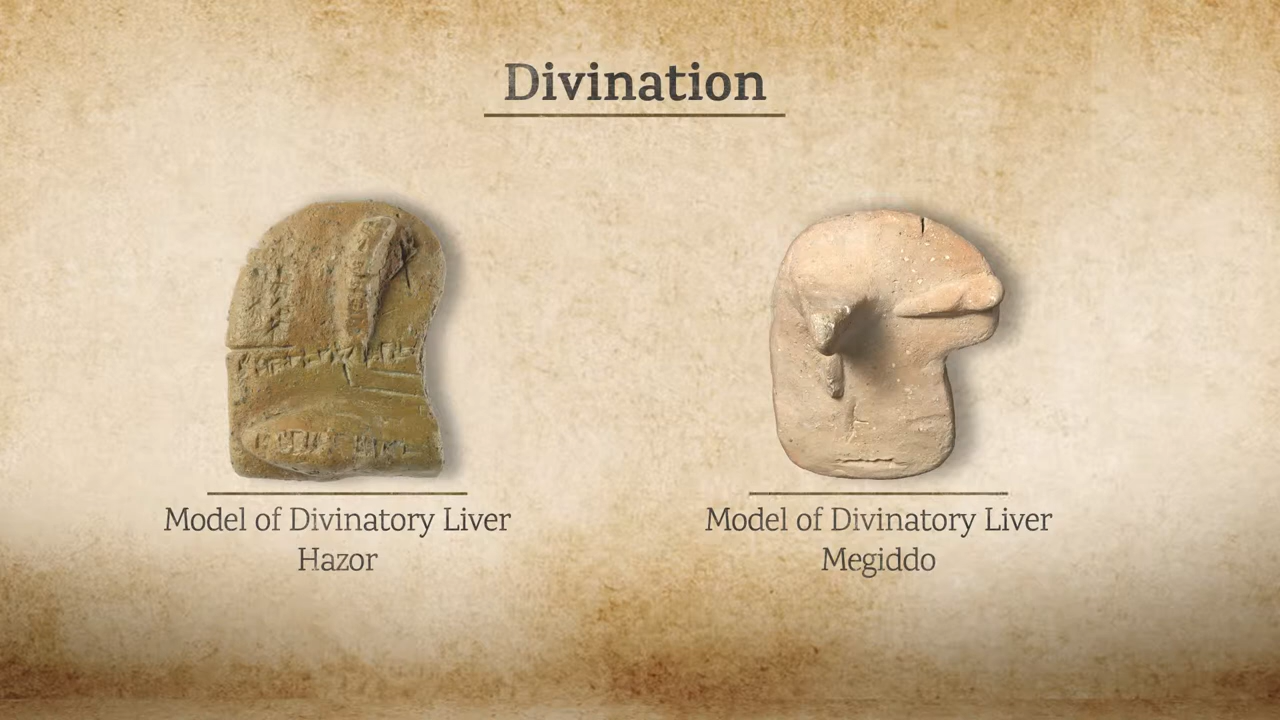 Divination
Model of Divinatory Liver
Hazor
Model of Divinatory Liver
Megiddo